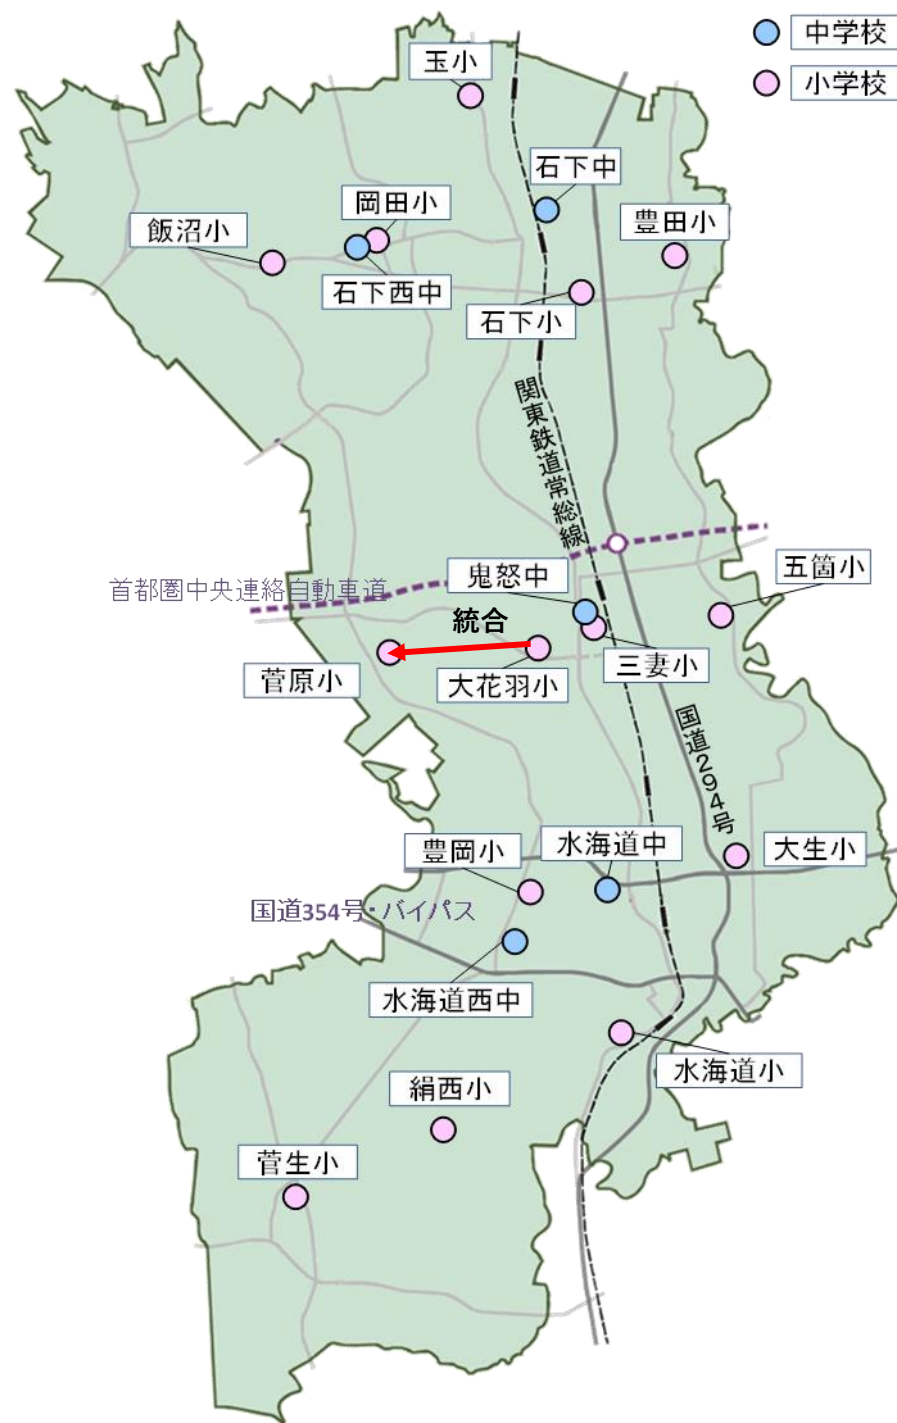 中学校
小学校
玉小
石下中
岡田小
豊田小
飯沼小
石下西中
石下小
関東鉄道常総線
首都圏中央連絡自動車道
鬼怒中
五箇小
統合
三妻小
菅原小
大花羽小
国道294号
豊岡小
水海道中
大生小
国道354号・バイパス
水海道西中
水海道小
絹西小
菅生小